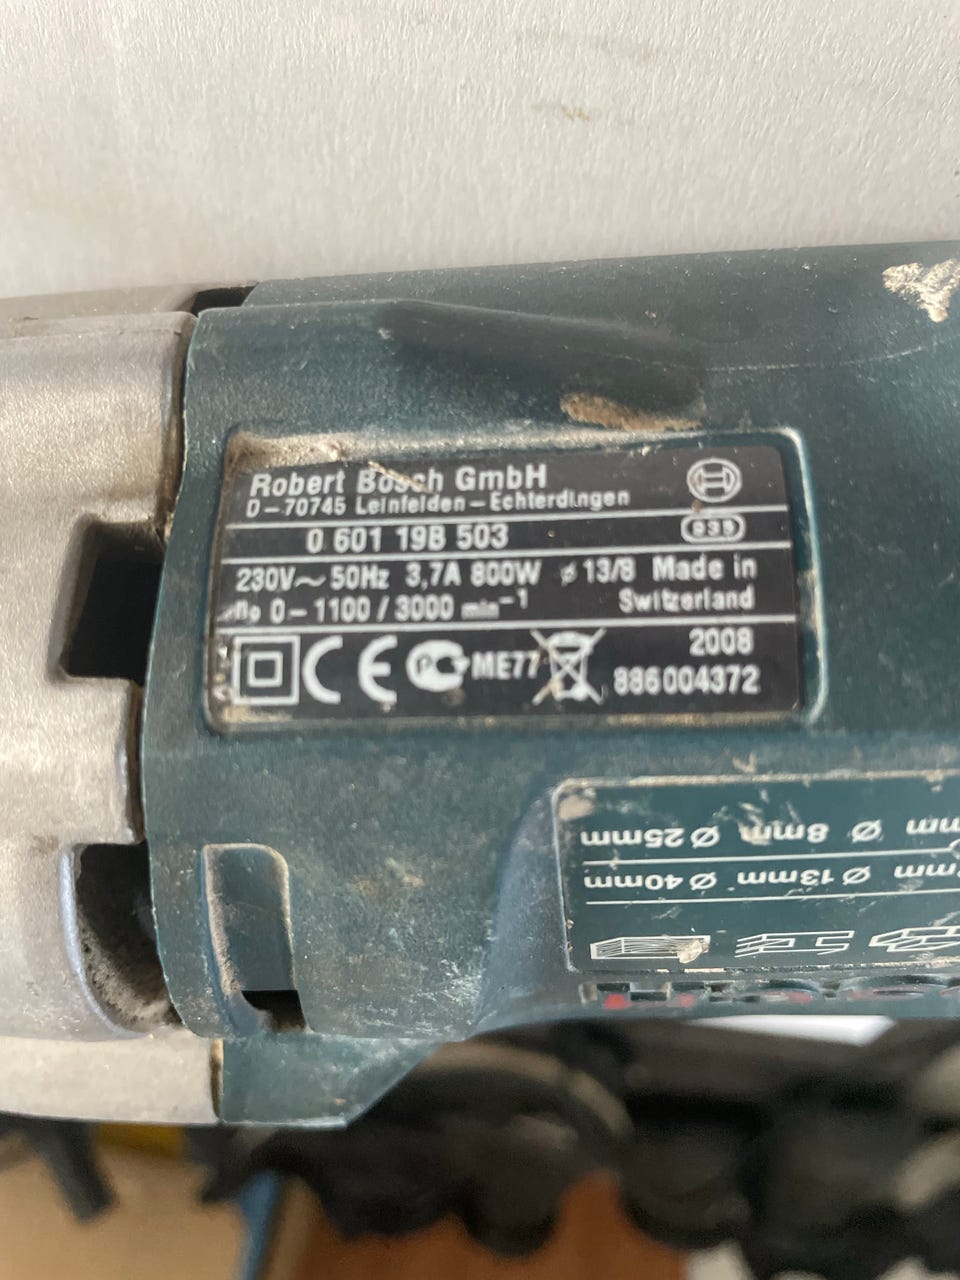 Robert Bosch GmbH
D-70745 Leinfelden-Echterdingen
935
0 601 19B 503
230V~ 50Hz 3,7A 800W ⌀ 13/8 Made in
n₀ 0-1100 / 3000 min⁻¹ Switzerland
CE ME77 2008
886004372
Ø 40mm Ø 13mm
Ø 25mm Ø 8mm